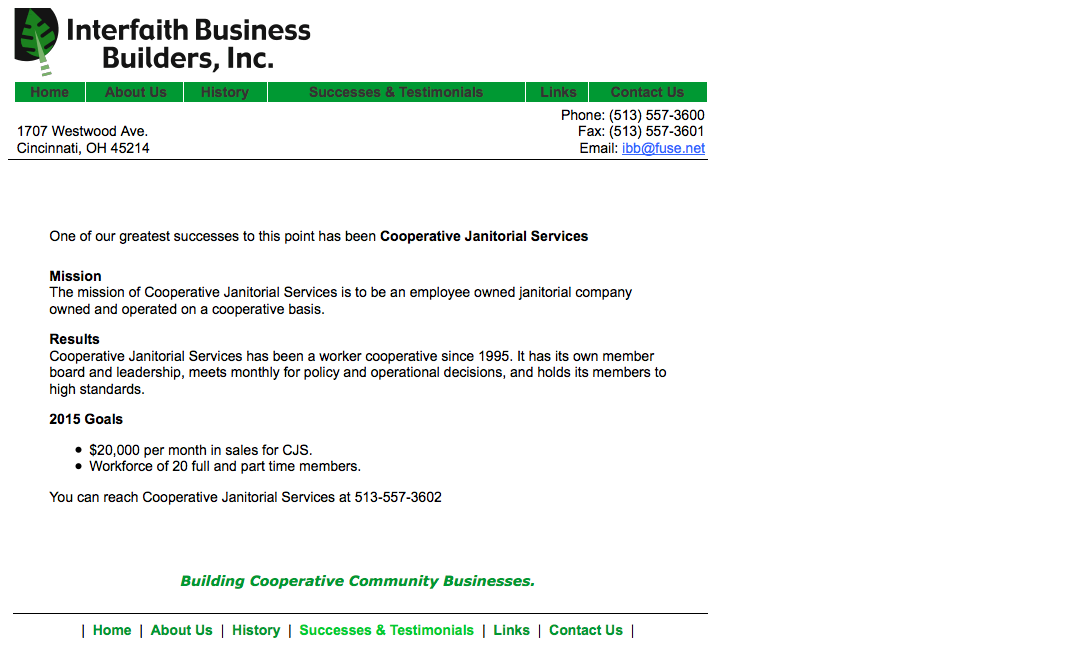 Interfaith Business
Builders, Inc.
Home About Us History Successes & Testimonials Links Contact Us
Phone: (513) 557-3600
1707 Westwood Ave. Fax: (513) 557-3601
Cincinnati, OH 45214 Email: ibb@fuse.net
One of our greatest successes to this point has been Cooperative Janitorial Services
Mission
The mission of Cooperative Janitorial Services is to be an employee owned janitorial company
owned and operated on a cooperative basis.
Results
Cooperative Janitorial Services has been a worker cooperative since 1995. It has its own member
board and leadership, meets monthly for policy and operational decisions, and holds its members to
high standards.
2015 Goals
• $20,000 per month in sales for CJS.
• Workforce of 20 full and part time members.
You can reach Cooperative Janitorial Services at 513-557-3602
Building Cooperative Community Businesses.
| Home | About Us | History | Successes & Testimonials | Links | Contact Us |